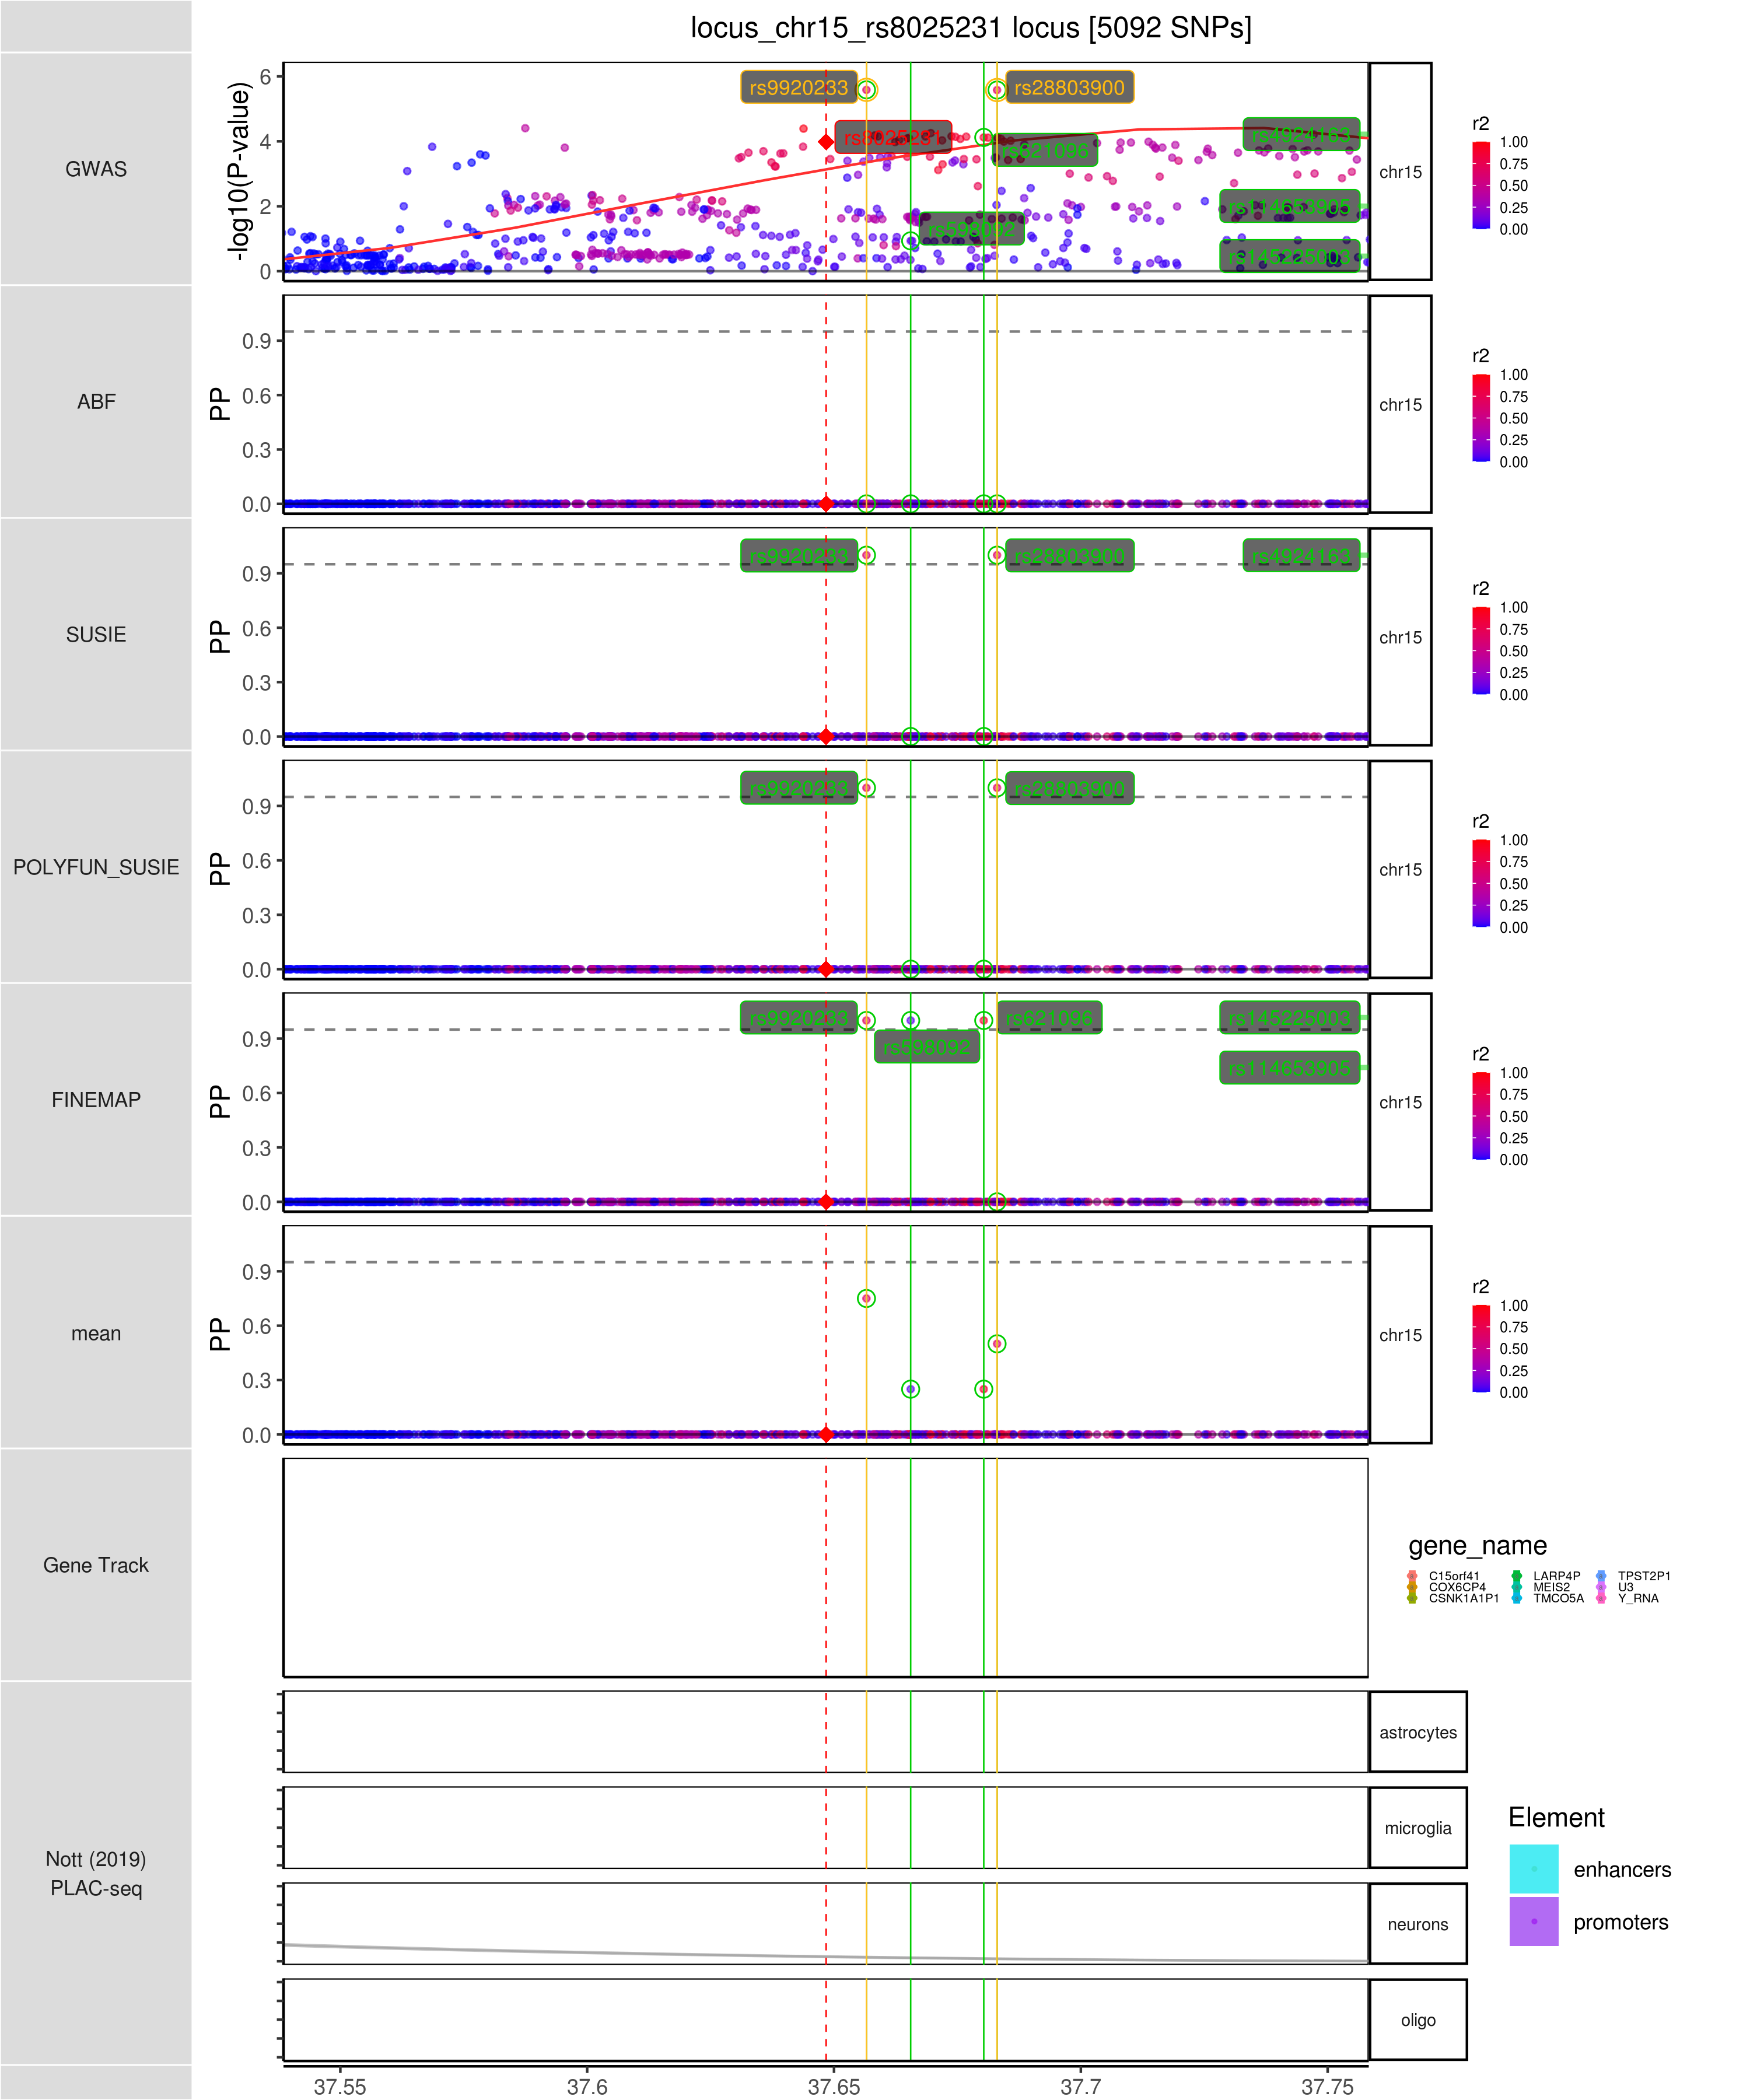 locus_chr15_rs8025231 locus [5092 SNPs]
GWAS
-log10(P-value)
6
4
2
0
rs9920233
rs28803900
rs8025231
rs621096
rs4924163
rs114653905
rs598092
rs145225003
chr15
r2
1.00
0.75
0.50
0.25
0.00
ABF
PP
0.9
0.6
0.3
0.0
chr15
r2
1.00
0.75
0.50
0.25
0.00
SUSIE
PP
0.9
0.6
0.3
0.0
rs9920233
rs28803900
rs4924163
chr15
r2
1.00
0.75
0.50
0.25
0.00
POLYFUN_SUSIE
PP
0.9
0.6
0.3
0.0
rs9920233
rs28803900
chr15
r2
1.00
0.75
0.50
0.25
0.00
FINEMAP
PP
0.9
0.6
0.3
0.0
rs9920233
rs621096
rs145225003
rs598092
rs114653905
chr15
r2
1.00
0.75
0.50
0.25
0.00
mean
PP
0.9
0.6
0.3
0.0
chr15
r2
1.00
0.75
0.50
0.25
0.00
Gene Track
gene_name
C15orf41 LARP4P TPST2P1
COX6CP4 MEIS2 U3
CSNK1A1P1 TMCO5A Y_RNA
Nott (2019)
PLAC-seq
astrocytes
microglia
neurons
oligo
Element
enhancers
promoters
37.55 37.6 37.65 37.7 37.75